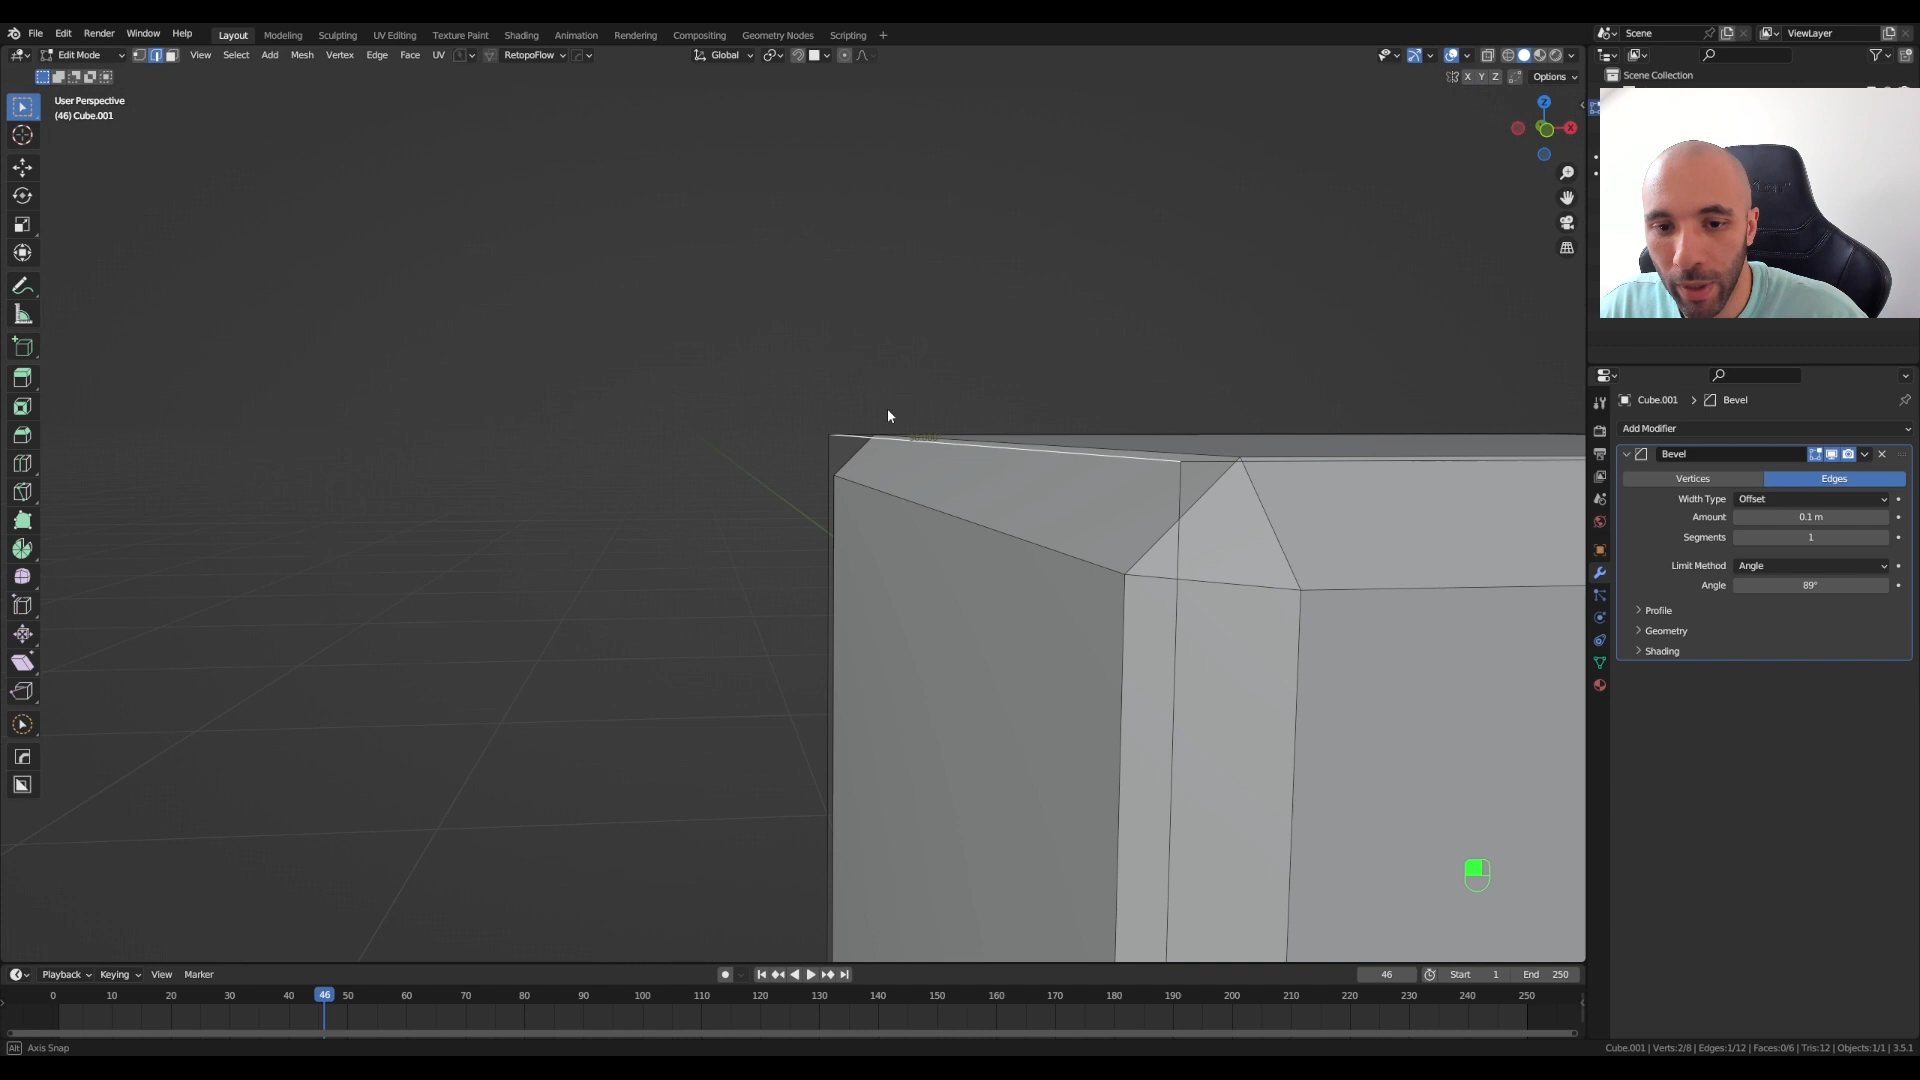 File Edit Render Window Help Layout Modeling Sculpting UV Editing Texture Paint Shading Animation Rendering Compositing Geometry Nodes Scripting +
Scene ViewLayer
Edit Mode View Select Add Mesh Vertex Edge Face UV RetopoFlow Global
X Y Z Options
Scene Collection
User Perspective
(46) Cube.001
Z
X
Cube.001 > Bevel
Add Modifier
Bevel
Vertices Edges
Width Type Offset
Amount 0.1 m
Segments 1
Limit Method Angle
Angle 89°
Profile
Geometry
Shading
Playback Keying View Marker 46 Start 1 End 250
0 10 20 30 40 46 50 60 70 80 90 100 110 120 130 140 150 160 170 180 190 200 210 220 230 240 250
Alt Axis Snap
Cube.001 | Verts:2/8 | Edges:1/12 | Faces:0/6 | Tris:12 | Objects:1/1 | 3.5.1